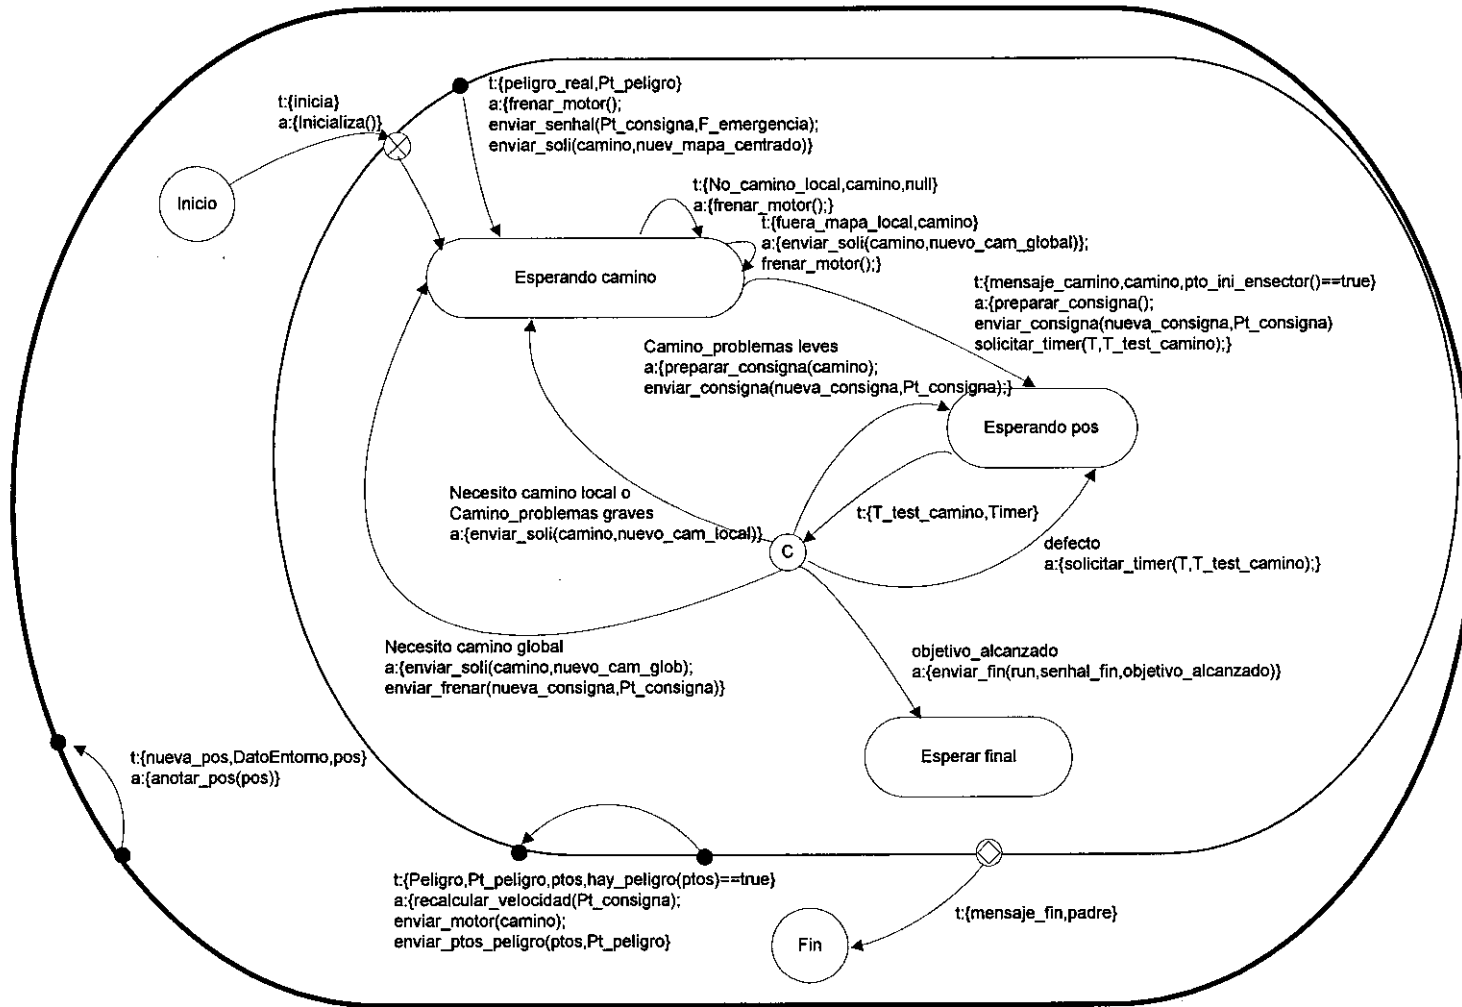 t:{peligro_real,Pt_peligro}
a:{frenar_motor();
enviar_senhal(Pt_consigna,F_emergencia);
enviar_soli(camino,nuev_mapa_centrado)}
t:{inicia}
a:{Inicializa()}
Inicio
t:{No_camino_local,camino,null}
a:{frenar_motor();}
t:{fuera_mapa_local,camino}
a:{enviar_soli(camino,nuevo_cam_global)};
frenar_motor();}
Esperando camino
t:{mensaje_camino,camino,pto_ini_ensector()==true}
a:{preparar_consigna();
enviar_consigna(nueva_consigna,Pt_consigna)
solicitar_timer(T,T_test_camino);}
Camino_problemas leves
a:{preparar_consigna(camino);
enviar_consigna(nueva_consigna,Pt_consigna);}
Esperando pos
Necesito camino local o
Camino_problemas graves
a:{enviar_soli(camino,nuevo_cam_local)}
t:{T_test_camino,Timer}
C
defecto
a:{solicitar_timer(T,T_test_camino);}
Necesito camino global
a:{enviar_soli(camino,nuevo_cam_glob);
enviar_frenar(nueva_consigna,Pt_consigna)}
objetivo_alcanzado
a:{enviar_fin(run,senhal_fin,objetivo_alcanzado)}
Esperar final
t:{nueva_pos,DatoEntorno,pos}
a:{anotar_pos(pos)}
t:{Peligro,Pt_peligro,ptos,hay_peligro(ptos)==true}
a:{recalcular_velocidad(Pt_consigna);
enviar_motor(camino);
enviar_ptos_peligro(ptos,Pt_peligro}
t:{mensaje_fin,padre}
Fin